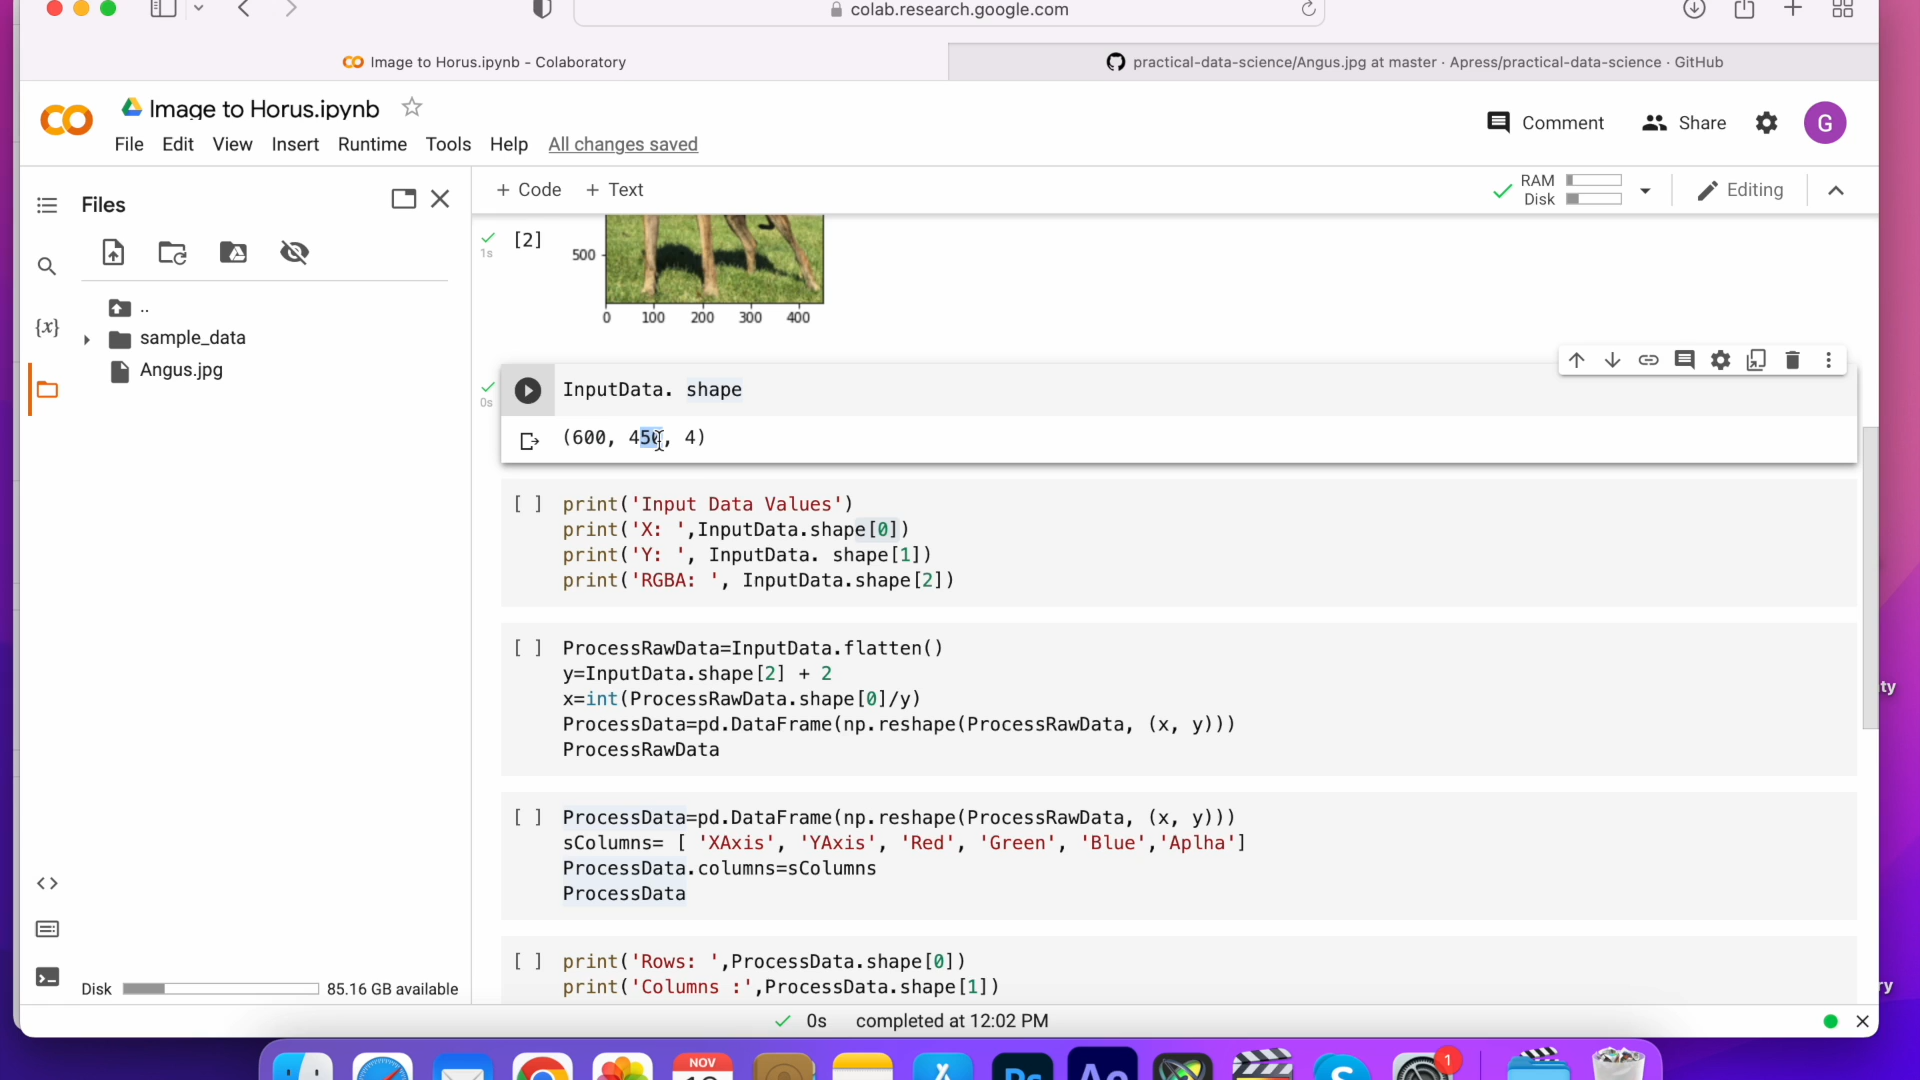 colab.research.google.com
Image to Horus.ipynb - Colaboratory
practical-data-science/Angus.jpg at master · Apress/practical-data-science · GitHub
Image to Horus.ipynb
Comment
Share
G
File Edit View Insert Runtime Tools Help All changes saved
Files
+ Code + Text
RAM
Disk
Editing
..
sample_data
Angus.jpg
{x}
1s
[2]
500
0 100 200 300 400
0s
InputData. shape
(600, 450, 4)
[ ] print('Input Data Values')
print('X: ',InputData.shape[0])
print('Y: ', InputData. shape[1])
print('RGBA: ', InputData.shape[2])
[ ] ProcessRawData=InputData.flatten()
y=InputData.shape[2] + 2
x=int(ProcessRawData.shape[0]/y)
ProcessData=pd.DataFrame(np.reshape(ProcessRawData, (x, y)))
ProcessRawData
[ ] ProcessData=pd.DataFrame(np.reshape(ProcessRawData, (x, y)))
sColumns= [ 'XAxis', 'YAxis', 'Red', 'Green', 'Blue','Aplha']
ProcessData.columns=sColumns
ProcessData
[ ] print('Rows: ',ProcessData.shape[0])
print('Columns :',ProcessData.shape[1])
Disk 85.16 GB available
0s completed at 12:02 PM
ty
ry
NOV
Ps
Ae
S
1